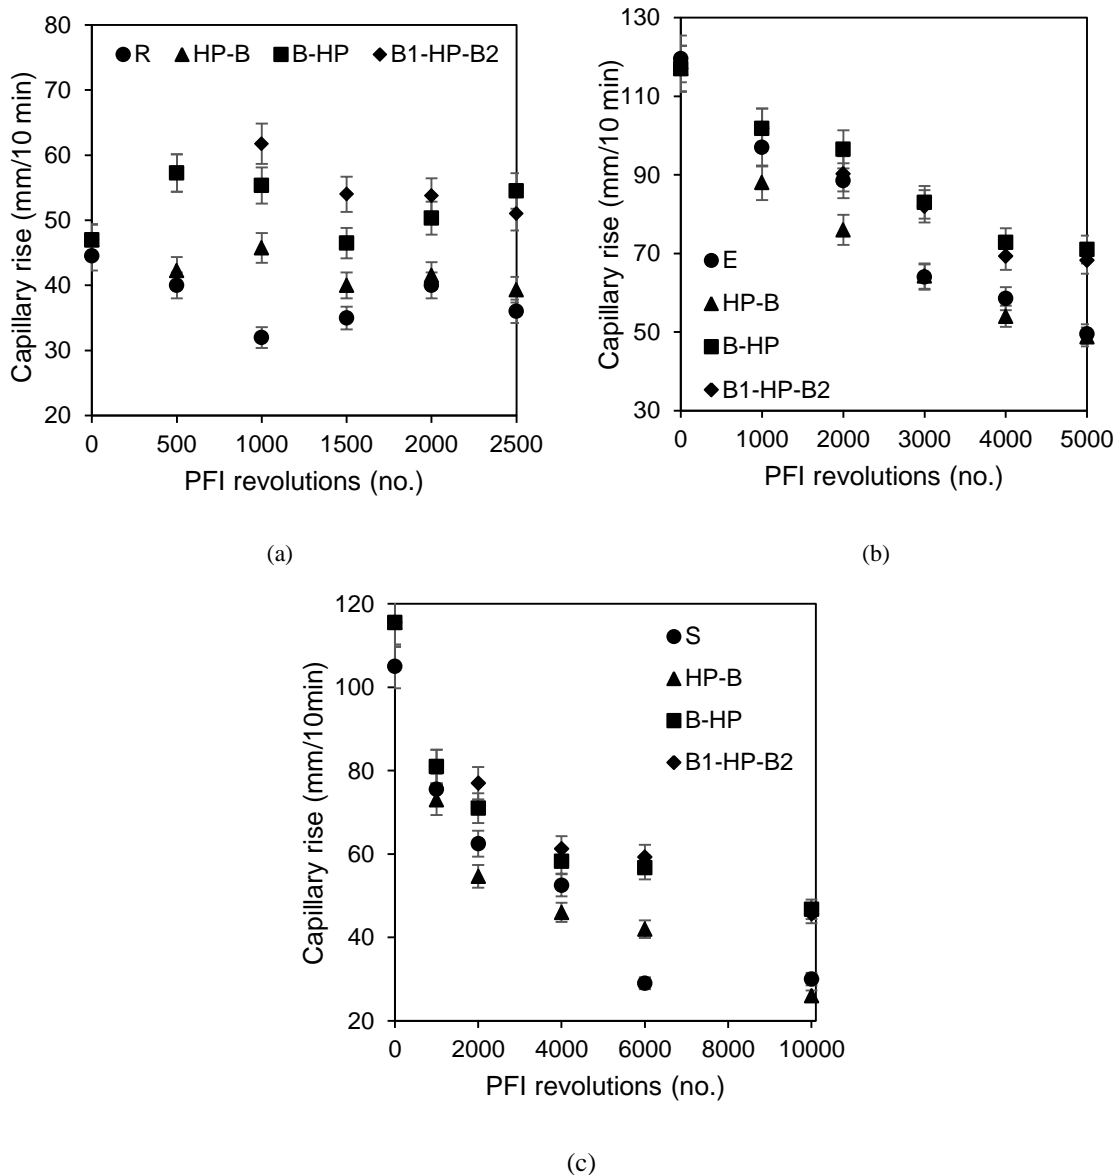 Capillary rise (mm/10 min)
80
70
60
50
40
30
20
R HP-B B-HP B1-HP-B2
0 500 1000 1500 2000 2500
PFI revolutions (no.)
(a)
Capillary rise (mm/10 min)
130
110
90
70
50
30
E
HP-B
B-HP
B1-HP-B2
0 1000 2000 3000 4000 5000
PFI revolutions (no.)
(b)
Capillary rise (mm/10min)
120
100
80
60
40
20
S
HP-B
B-HP
B1-HP-B2
0 2000 4000 6000 8000 10000
PFI revolutions (no.)
(c)